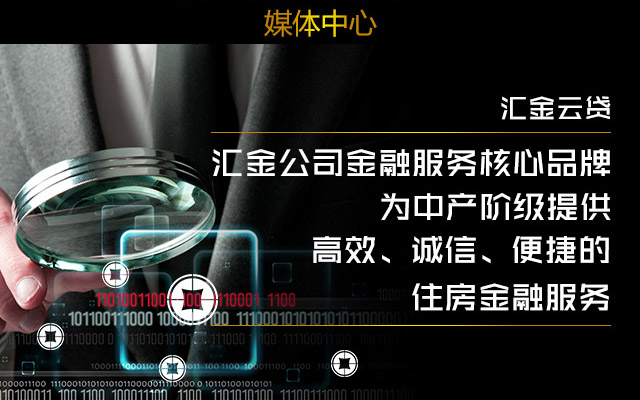 媒体中心
汇金云贷
汇金公司金融服务核心品牌
为中产阶级提供
高效、诚信、便捷的
住房金融服务